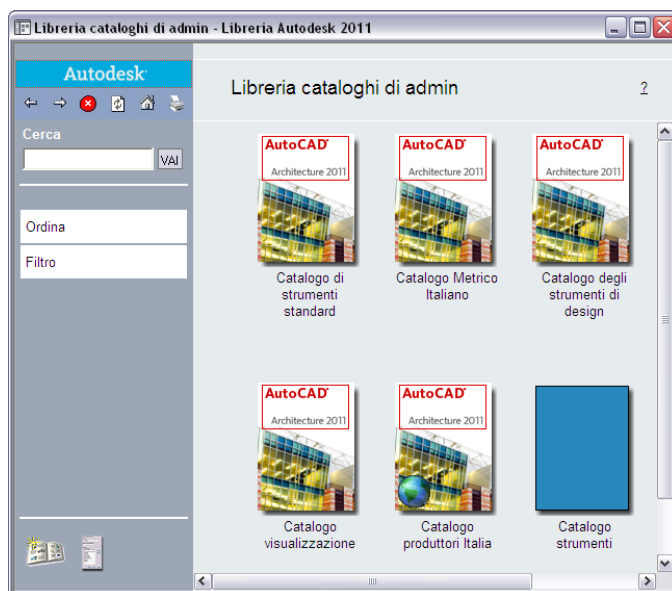 Libreria cataloghi di admin - Libreria Autodesk 2011
Autodesk
Cerca
VAI
Ordina
Filtro
Libreria cataloghi di admin
?
AutoCAD
Architecture 2011
Catalogo di
strumenti
standard
AutoCAD
Architecture 2011
Catalogo Metrico
Italiano
AutoCAD
Architecture 2011
Catalogo degli
strumenti di
design
AutoCAD
Architecture 2011
Catalogo
visualizzazione
AutoCAD
Architecture 2011
Catalogo
produttori Italia
Catalogo
strumenti